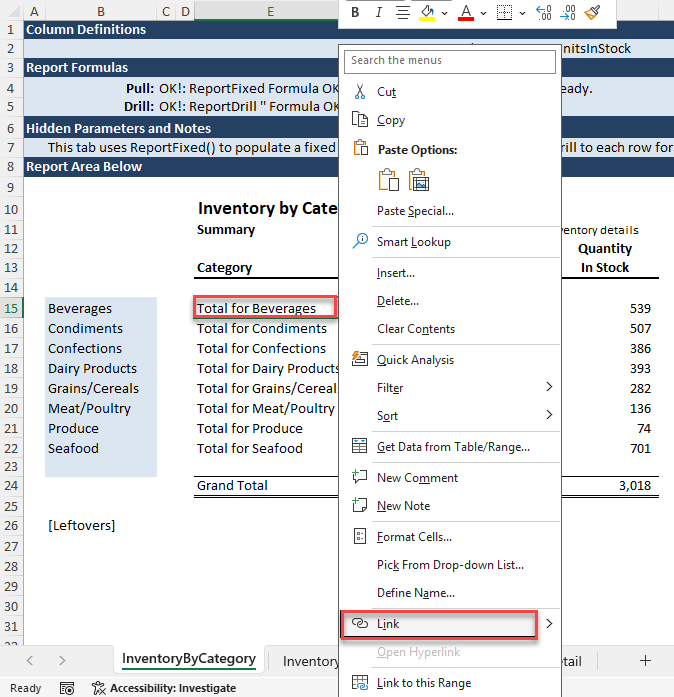 A B C D E
1 Column Definitions
2 nitsInStock
3 Report Formulas
4 Pull: OK!: ReportFixed Formula OK eady.
5 Drill: OK!: ReportDrill " Formula OK
6 Hidden Parameters and Notes
7 This tab uses ReportFixed() to populate a fixed rill to each row for
8 Report Area Below
9
10 Inventory by Cate
11 Summary ventory details
12 Quantity
13 Category In Stock
14
15 Beverages Total for Beverages 539
16 Condiments Total for Condiments 507
17 Confections Total for Confections 386
18 Dairy Products Total for Dairy Products 393
19 Grains/Cereals Total for Grains/Cereal 282
20 Meat/Poultry Total for Meat/Poultry 136
21 Produce Total for Produce 74
22 Seafood Total for Seafood 701
23
24 Grand Total 3,018
25
26 [Leftovers]
27
28
29
30
31
B I A
Search the menus
Cut
Copy
Paste Options:
Paste Special...
Smart Lookup
Insert...
Delete...
Clear Contents
Quick Analysis
Filter
Sort
Get Data from Table/Range...
New Comment
New Note
Format Cells...
Pick From Drop-down List...
Define Name...
Link
Open Hyperlink
Link to this Range
InventoryByCategory Inventory etail
Ready Accessibility: Investigate